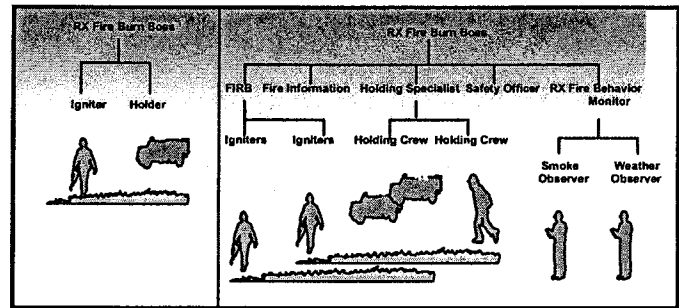 RX Fire Burn Boss
Igniter Holder
RX Fire Burn Boss
FIRB Fire Information Holding Specialist Safety Officer RX Fire Behavior
Monitor
Igniters Igniters Holding Crew Holding Crew
Smoke Weather
Observer Observer